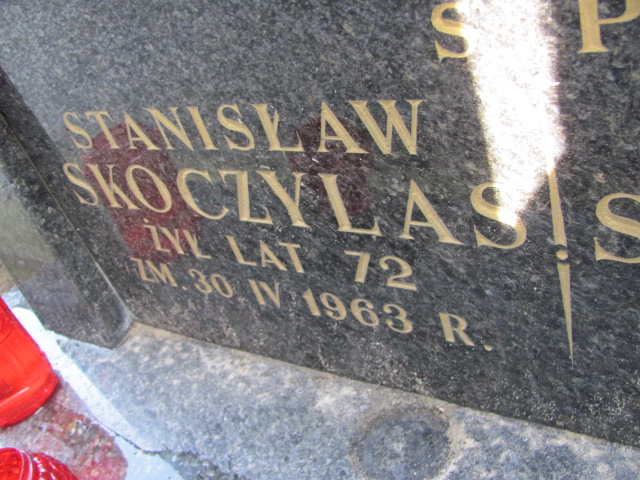 S P
STANISŁAW
SKOCZYLAS S
ŻYŁ LAT 72
ZM. 30 IV 1963 R.